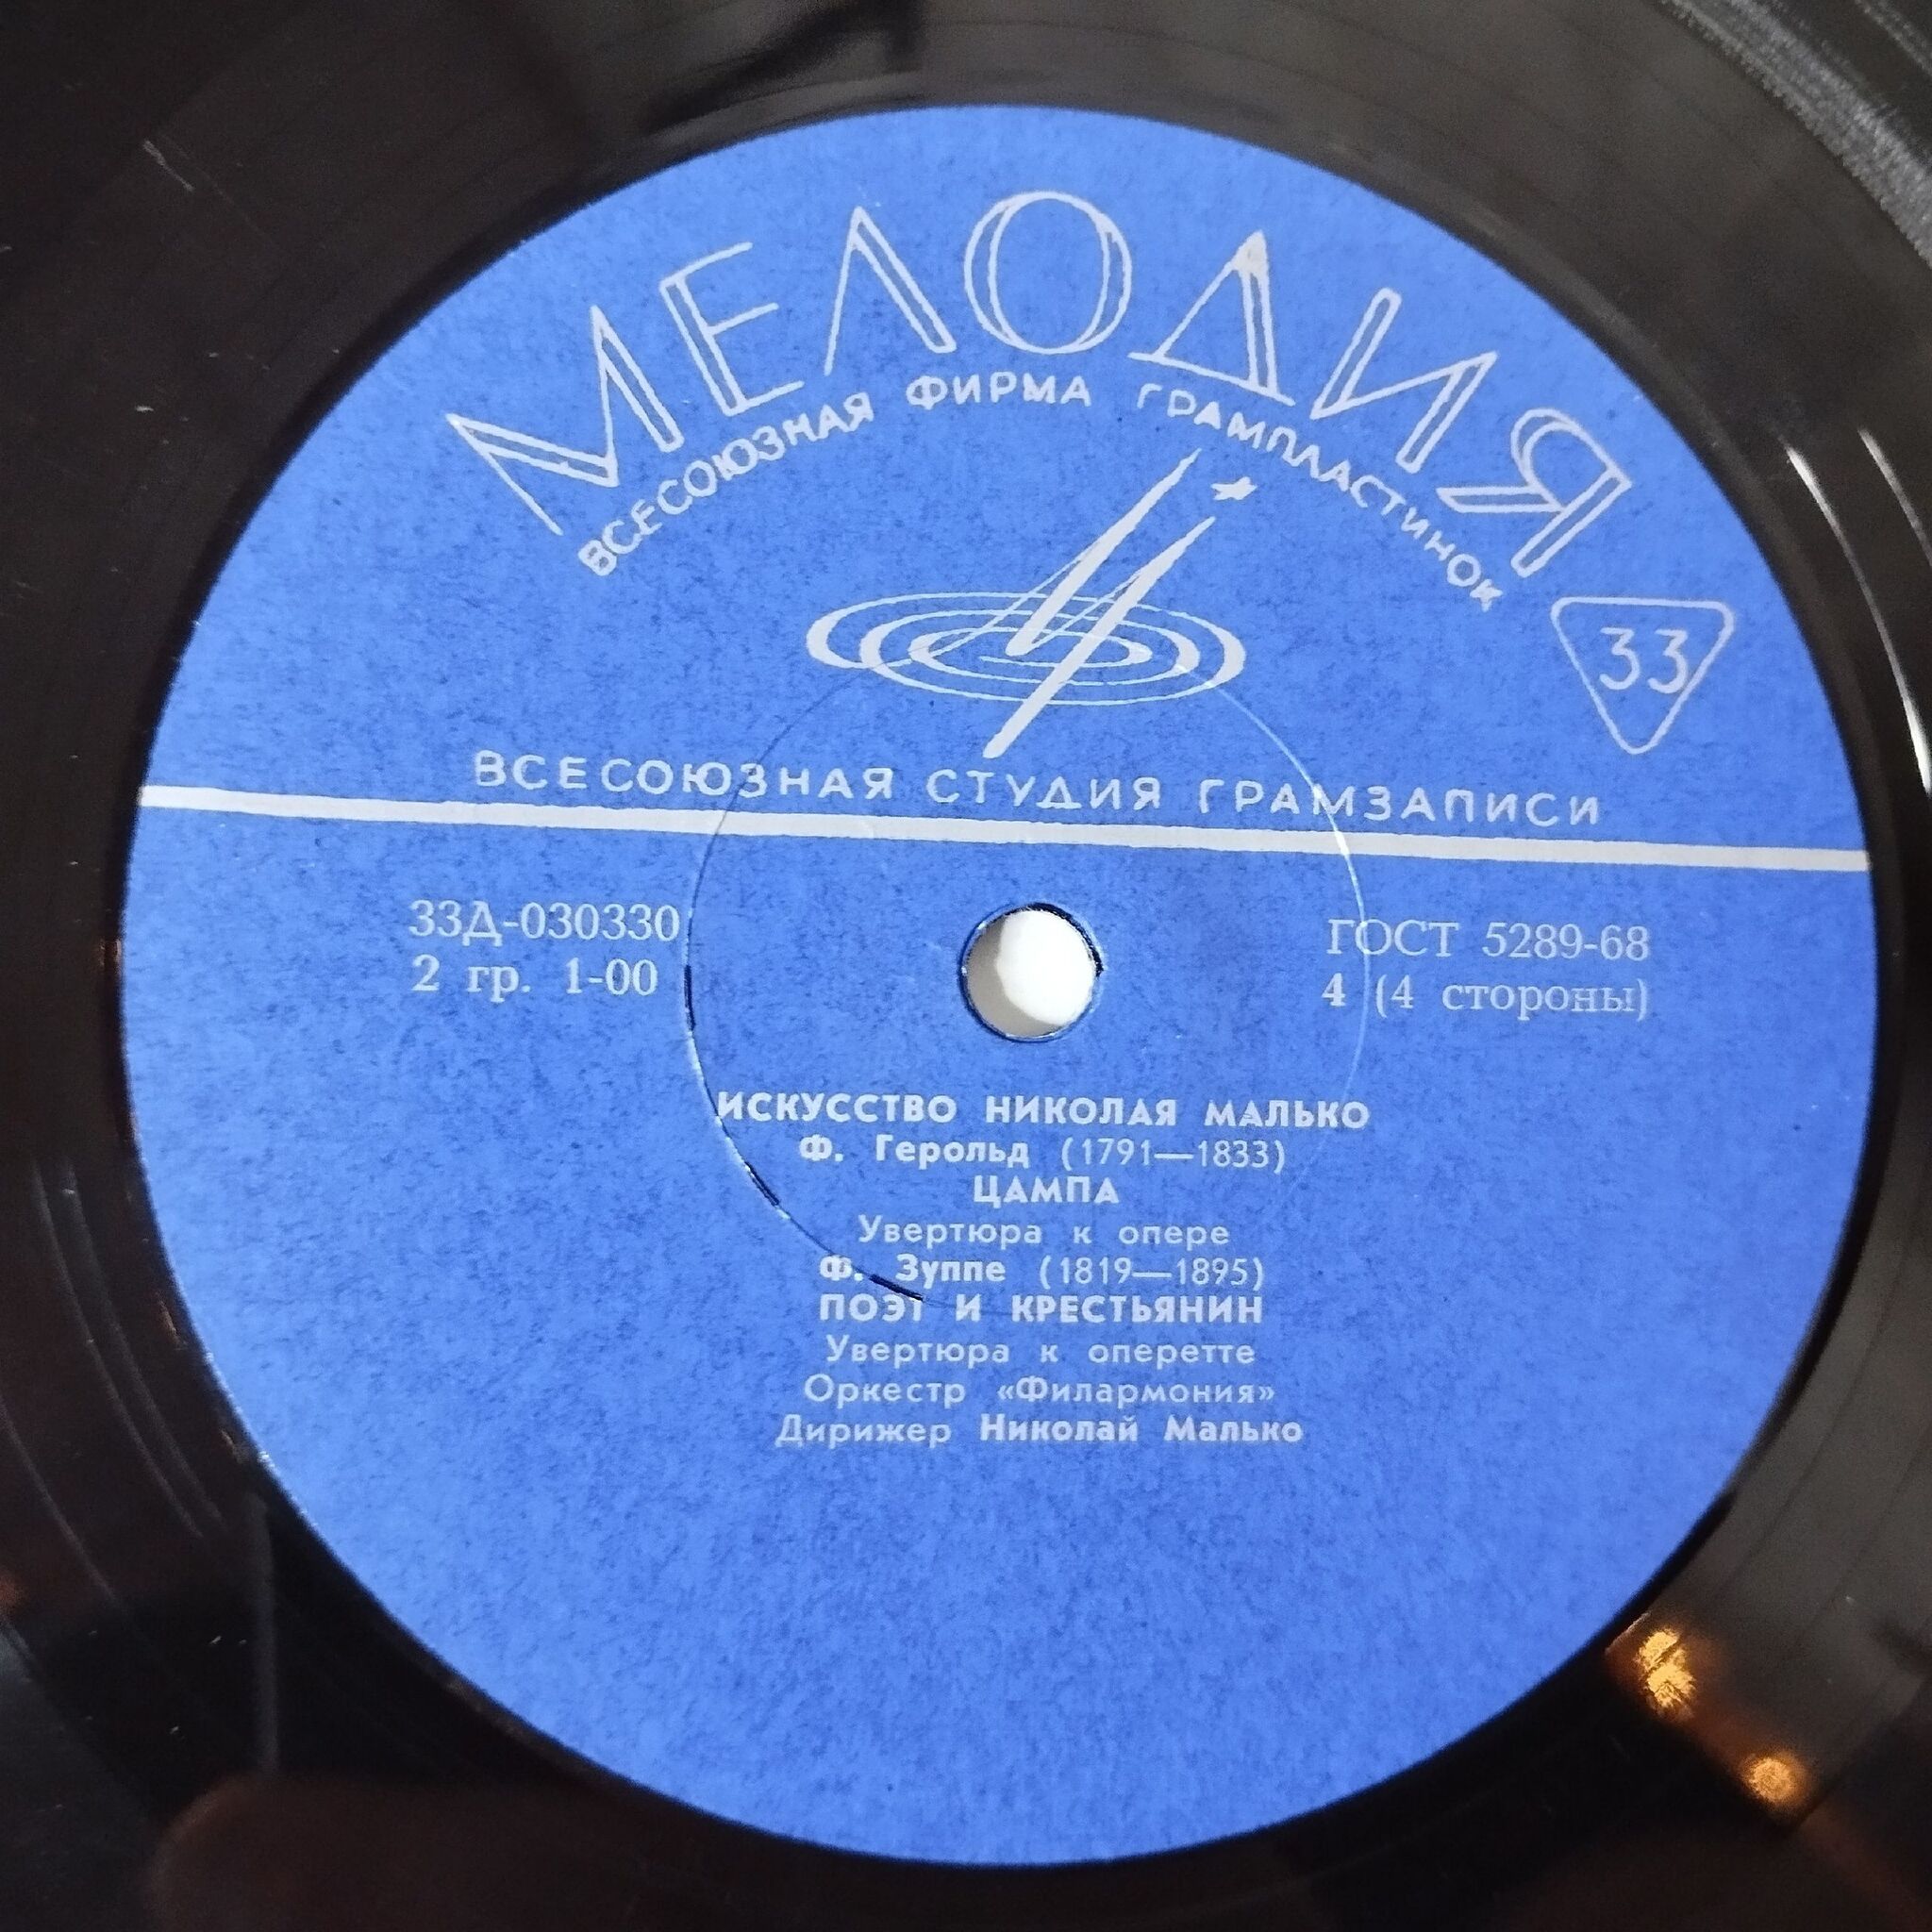 МЕЛОДИЯ
ВСЕСОЮЗНАЯ ФИРМА ГРАМПЛАСТИНОК
33
ВСЕСОЮЗНАЯ СТУДИЯ ГРАМЗАПИСИ
33Д-030330
2 гр. 1-00
ГОСТ 5289-68
4 (4 стороны)
ИСКУССТВО НИКОЛАЯ МАЛЬКО
Ф. Герольд (1791—1833)
ЦАМПА
Увертюра к опере
Ф. Зуппе (1819—1895)
ПОЭТ И КРЕСТЬЯНИН
Увертюра к оперетте
Оркестр «Филармония»
Дирижер Николай Малько